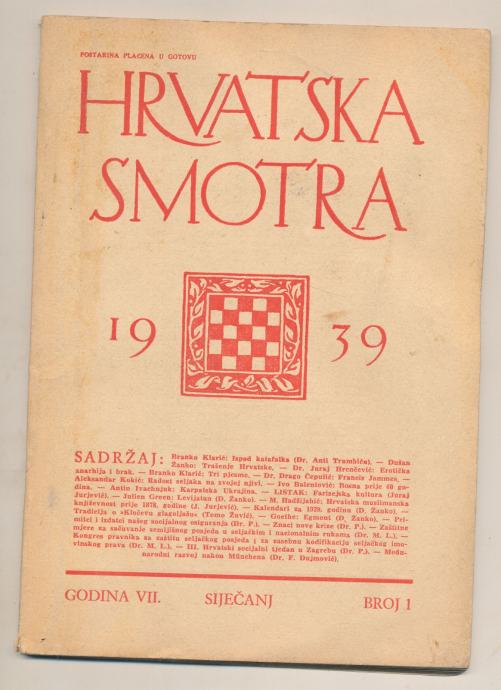 POŠTARINA PLAĆENA U GOTOVU
HRVATSKA
SMOTRA
19 39
SADRŽAJ: Branko Klarić: Ispod katafalka (Dr. Anti Trumbiću). — Dušan
Žanko: Traženje Hrvatske. — Dr. Juraj Hrenčević: Erotička
anarhija i brak. — Branko Klarić: Tri pjesme. — Dr. Drago Ćepulić: Francis Jammes. —
Aleksandar Kokić: Radost seljaka na svojoj njivi. — Ivo Balentović: Bosna prije 60 go-
dina. — Antin Ivachnjuk: Karpatska Ukrajina. — LISTAK: Farizejska kultura (Juraj
Jurjević). — Julien Green: Levijatan (D. Žanko). — M. Hadžijahić: Hrvatska muslimanska
književnost prije 1878. godine (J. Jurjević). — Kalendari za 1939. godinu (D. Žanko). —
Tradicija o »Ključevu glagoljašu« (Tomo Žuvić). — Goethe: Egmont (D. Žanko). — Pri-
mitci i izdatci našeg socijalnog osiguranja (Dr. P.). — Znaci nove krize (Dr. P.). — Zaštitne
mjere za sačuvanje zemljišnog posjeda u seljačkim i nacionalnim rukama (Dr. M. L.). —
Kongres pravnika za zaštitu seljačkog posjeda i za zasebnu kodifikaciju seljačkog imo-
vinskog prava (Dr. M. L.). — III. Hrvatski socijalni tjedan u Zagrebu (Dr. P.). — Među-
narodni razvoj nakon Münchena (Dr. F. Dujmović).
GODINA VII. SIJEČANJ BROJ 1